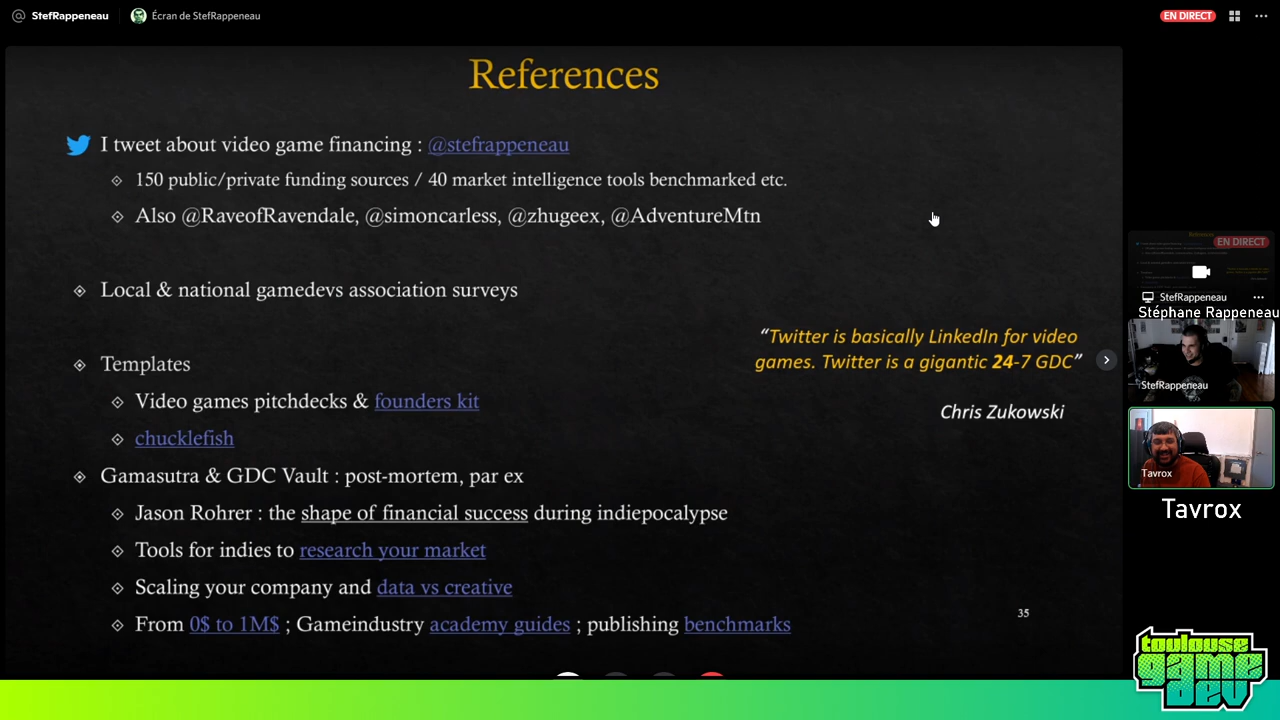 StefRappeneau
Écran de StefRappeneau
EN DIRECT
References
I tweet about video game financing : @stefrappeneau
150 public/private funding sources / 40 market intelligence tools benchmarked etc.
Also @RaveofRavendale, @simoncarless, @zhugeex, @AdventureMtn
Local & national gamedevs association surveys
"Twitter is basically LinkedIn for video
games. Twitter is a gigantic 24-7 GDC"
Chris Zukowski
Templates
Video games pitchdecks & founders kit
chucklefish
Gamasutra & GDC Vault : post-mortem, par ex
Jason Rohrer : the shape of financial success during indiepocalypse
Tools for indies to research your market
Scaling your company and data vs creative
From 0$ to 1M$ ; Gameindustry academy guides ; publishing benchmarks
35
EN DIRECT
StefRappeneau
Stéphane Rappeneau
StefRappeneau
Tavrox
Tavrox
toulouse
game
dev